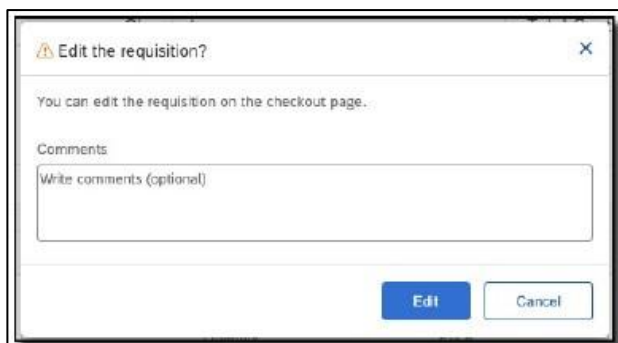 Edit the requisition?
You can edit the requisition on the checkout page.
Comments
Write comments (optional)
Edit Cancel